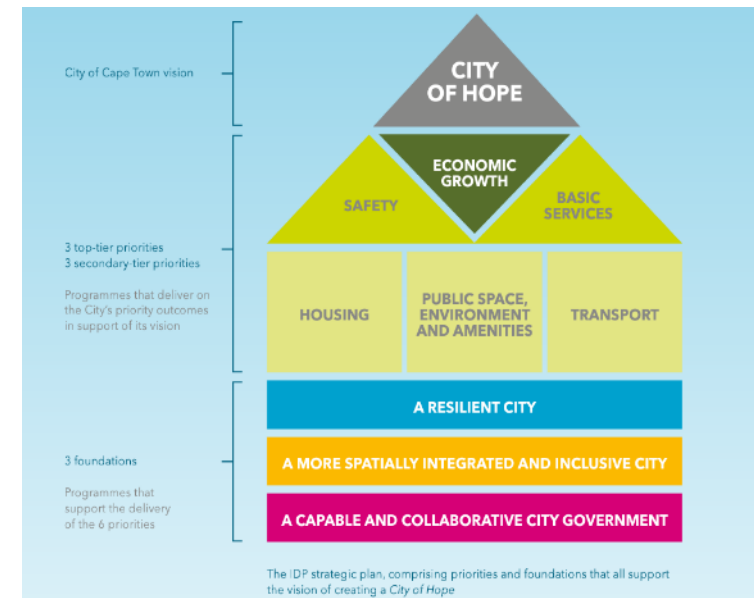 City of Cape Town vision
CITY
OF HOPE
ECONOMIC
GROWTH
SAFETY
BASIC
SERVICES
3 top-tier priorities
3 secondary-tier priorities
Programmes that deliver on
the City's priority outcomes
in support of its vision
HOUSING
PUBLIC SPACE,
ENVIRONMENT
AND AMENITIES
TRANSPORT
A RESILIENT CITY
3 foundations
A MORE SPATIALLY INTEGRATED AND INCLUSIVE CITY
Programmes that
support the delivery
of the 6 priorities
A CAPABLE AND COLLABORATIVE CITY GOVERNMENT
The IDP strategic plan, comprising priorities and foundations that all support
the vision of creating a City of Hope